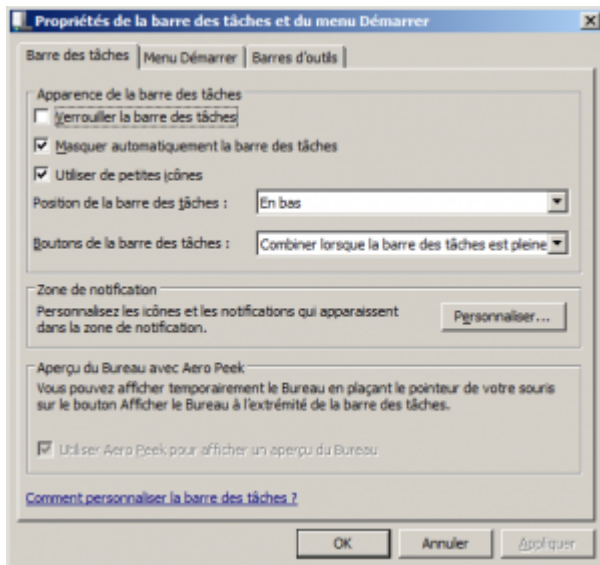 Propriétés de la barre des tâches et du menu Démarrer
Barre des tâches
Menu Démarrer
Barres d'outils
Apparence de la barre des tâches
Verrouiller la barre des tâches
Masquer automatiquement la barre des tâches
Utiliser de petites icônes
Position de la barre des tâches :
En bas
Boutons de la barre des tâches :
Combiner lorsque la barre des tâches est pleine
Zone de notification
Personnalisez les icônes et les notifications qui apparaissent
dans la zone de notification.
Personnaliser...
Aperçu du Bureau avec Aero Peek
Vous pouvez afficher temporairement le Bureau en plaçant le pointeur de votre souris
sur le bouton Afficher le Bureau à l'extrémité de la barre des tâches.
Utiliser Aero Peek pour afficher un aperçu du Bureau
Comment personnaliser la barre des tâches ?
OK
Annuler
Appliquer